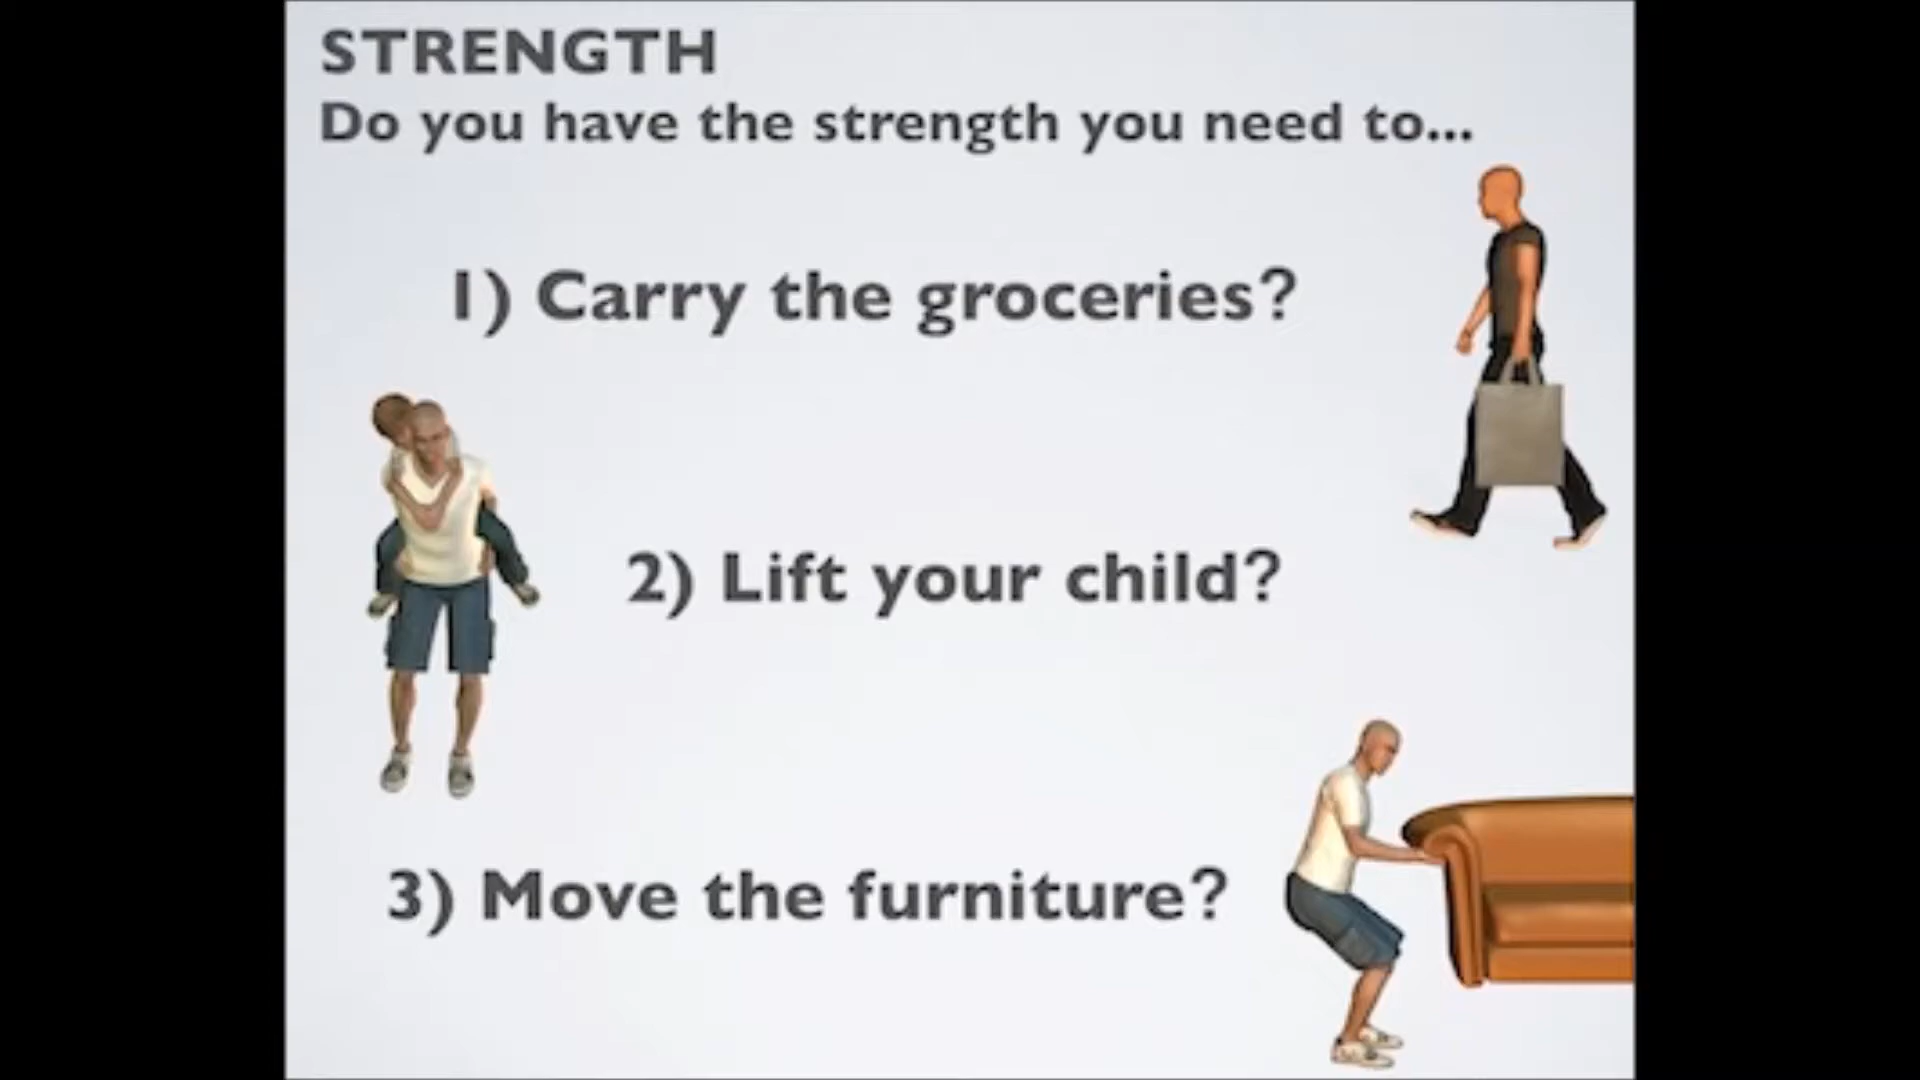 STRENGTH
Do you have the strength you need to...
1) Carry the groceries?
2) Lift your child?
3) Move the furniture?